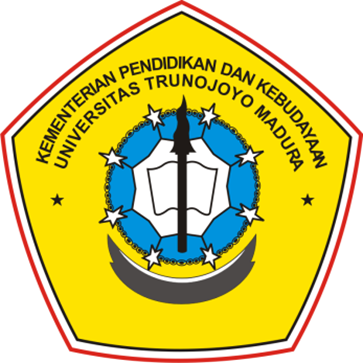 KEMENTERIAN PENDIDIKAN DAN KEBUDAYAAN
UNIVERSITAS TRUNOJOYO MADURA